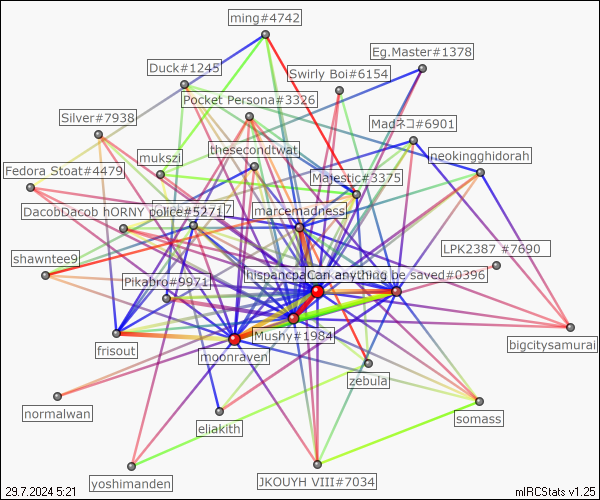 ming#4742
Eg.Master#1378
Duck#1245
Swirly Boi#6154
Pocket Persona#3326
Silver#7938
Madネコ#6901
thesecondtwat
mukszi
neokingghidorah
Fedora Stoat#4479
Majestic#3375
DacobDacob hORNY police#5271
marcemadness
LPK2387 #7690
shawntee9
hispancpa
Can anything be saved#0396
Pikabro#9971
Mushy#1984
frisout
moonraven
bigcitysamurai
zebula
normalwan
somass
eliakith
yoshimanden
JKOUYH VIII#7034
29.7.2024 5:21
mIRCStats v1.25